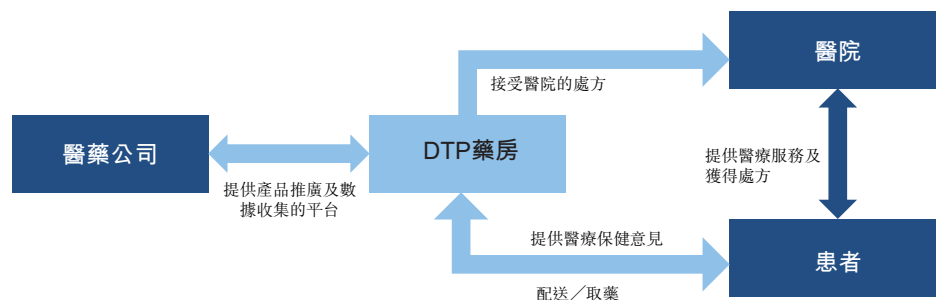 醫院
接受醫院的處方
醫藥公司
DTP藥房
提供醫療服務及
獲得處方
提供產品推廣及數
據收集的平台
提供醫療保健意見
患者
配送／取藥